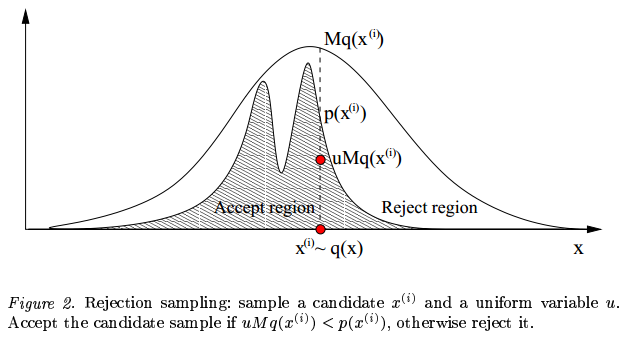 Mq(x⁽ⁱ⁾)
p(x⁽ⁱ⁾)
uMq(x⁽ⁱ⁾)
Accept region
Reject region
x⁽ⁱ⁾~ q(x)
x
Figure 2. Rejection sampling: sample a candidate x⁽ⁱ⁾ and a uniform variable u.
Accept the candidate sample if uMq(x⁽ⁱ⁾) < p(x⁽ⁱ⁾), otherwise reject it.